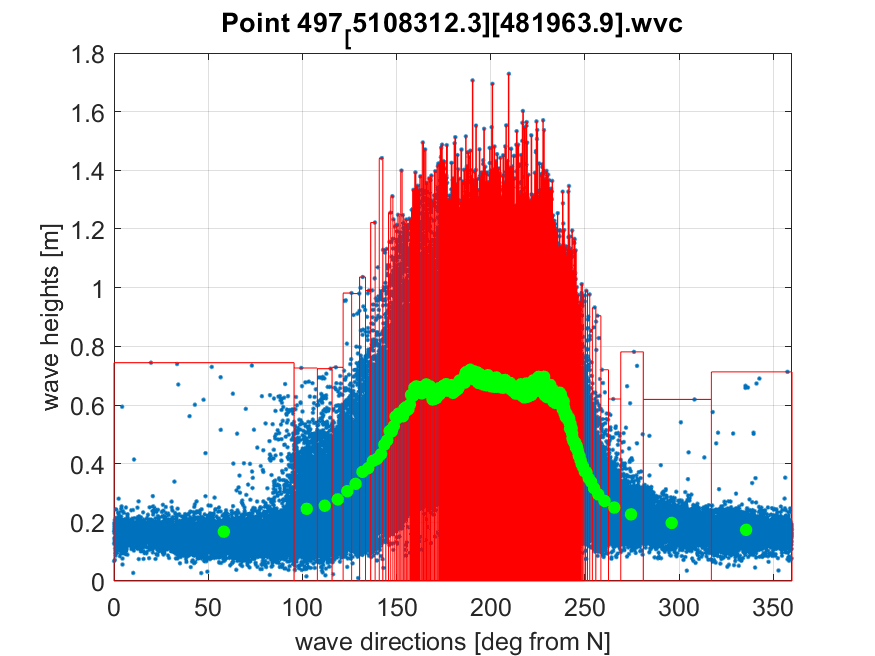 Point 497[5108312.3][481963.9].wvc
1.8
1.6
1.4
1.2
1
0.8
0.6
0.4
0.2
0
wave heights [m]
0 50 100 150 200 250 300 350
wave directions [deg from N]